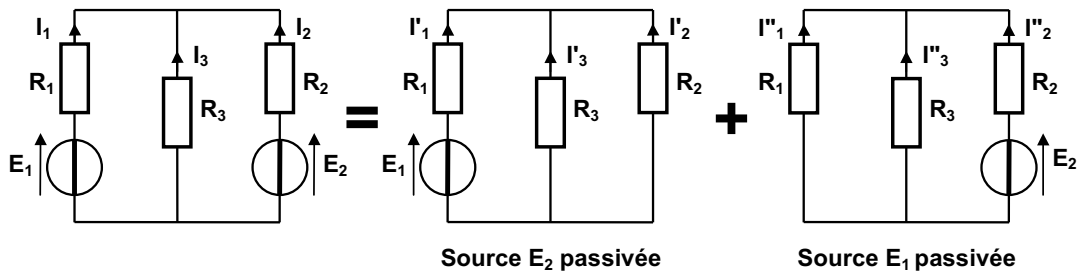 I₁ I₂ I'₁ I'₂ I"₁ I"₂
I₃ I'₃ I"₃
R₁ R₂ R₁ R₂ R₁ R₂
R₃ = R₃ + R₃
E₁ E₂ E₁ E₂
Source E₂ passivée Source E₁ passivée